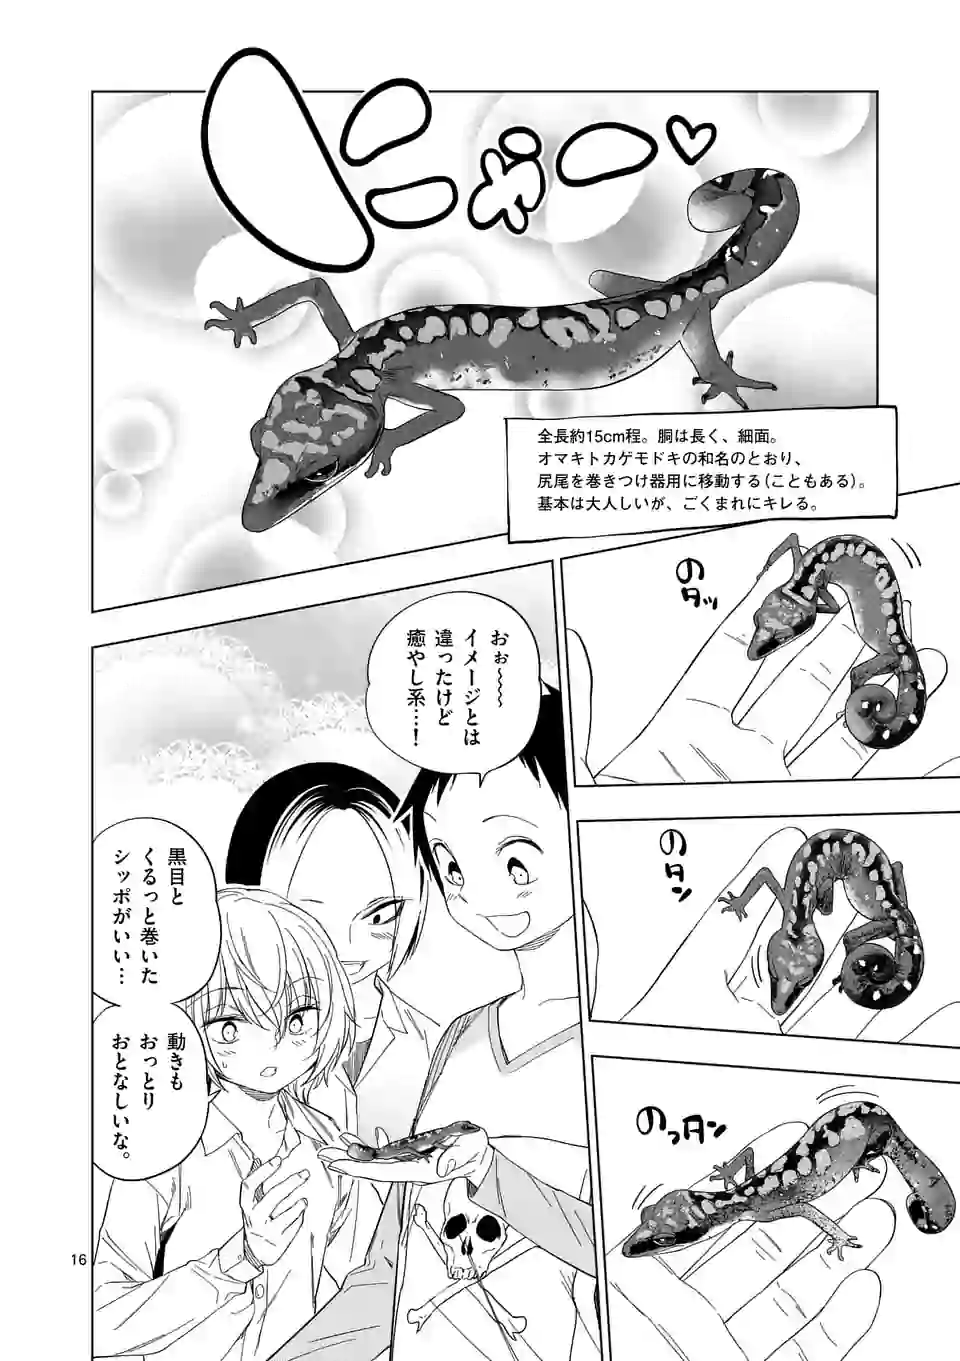 にゃー♡
全長約15cm程。胴は長く、細面。
オマキトカゲモドキの和名のとおり、
尻尾を巻きつけ器用に移動する（こともある）。
基本は大人しいが、ごくまれにキレる。
のタッ
のタン
のったン
おぉ～～～
イメージとは
違ったけど
癒やし系…！
黒目と
くるっと巻いた
シッポがいい…
動きも
おっとり
おとなしいな。
16